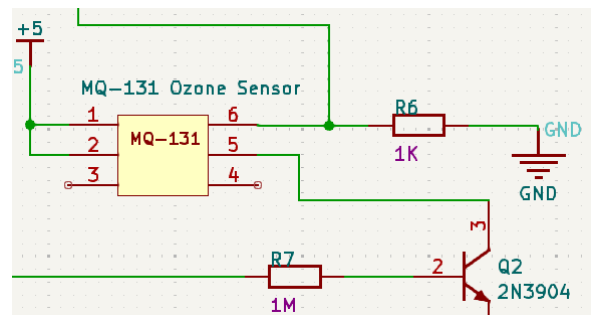 +5
5
MQ-131 Ozone Sensor
1
6
R6
MQ-131
GND
2
5
1K
3
4
GND
3
R7
2
Q2
2N3904
1M